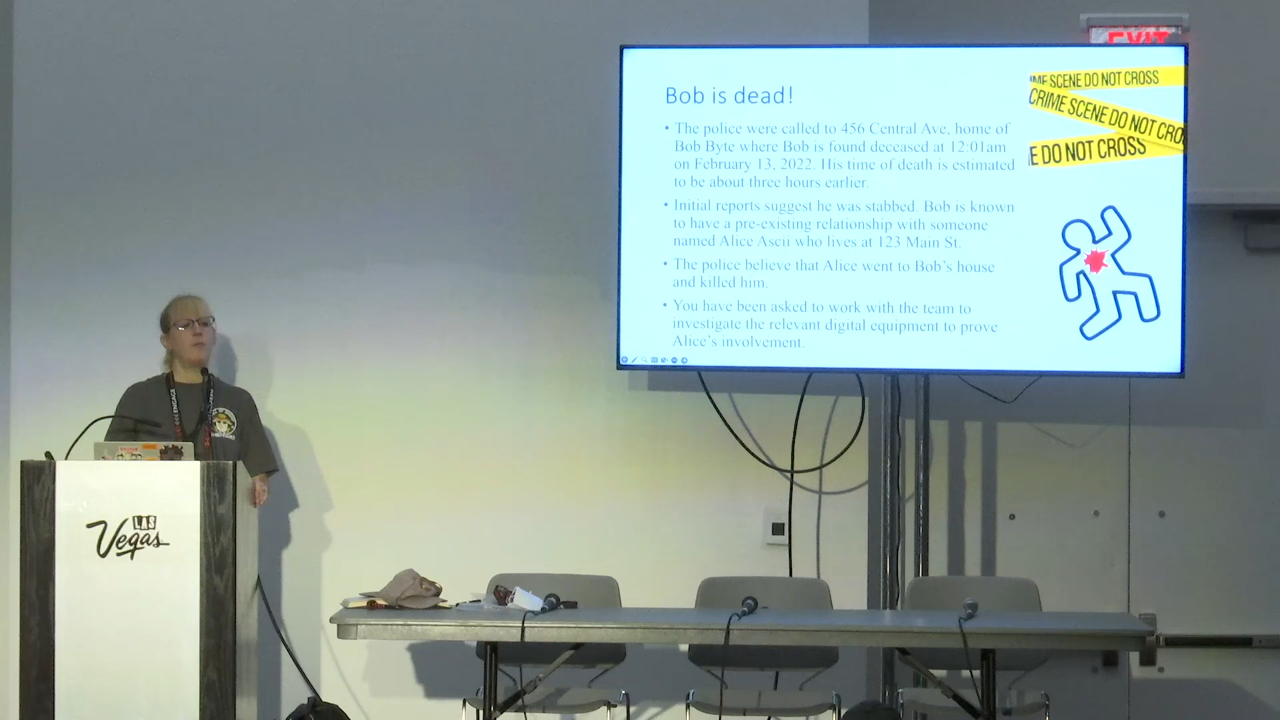 EXIT
IME SCENE DO NOT CROSS
CRIME SCENE DO NOT CRO
E DO NOT CROSS
Bob is dead!
• The police were called to 456 Central Ave, home of
Bob Byte where Bob is found deceased at 12:01am
on February 13, 2022. His time of death is estimated
to be about three hours earlier.
• Initial reports suggest he was stabbed. Bob is known
to have a pre-existing relationship with someone
named Alice Ascii who lives at 123 Main St.
• The police believe that Alice went to Bob's house
and killed him.
• You have been asked to work with the team to
investigate the relevant digital equipment to prove
Alice's involvement.
LAS
Vegas